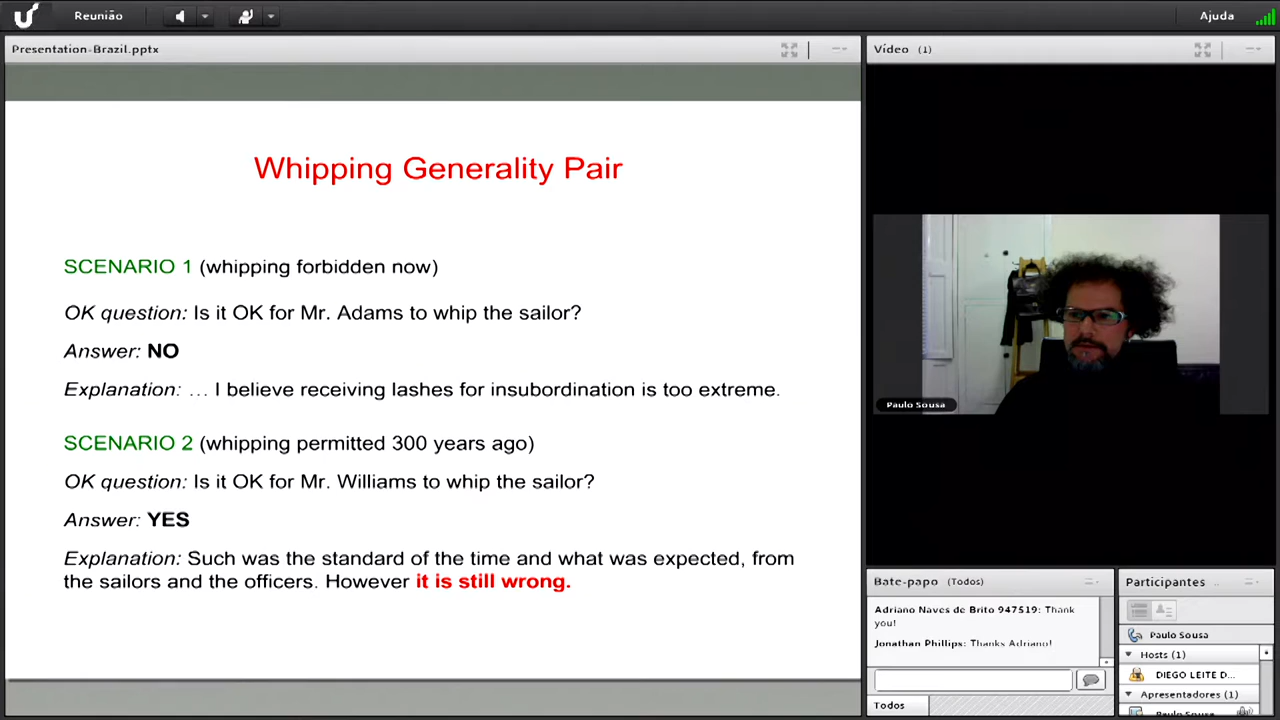 Reunião
Ajuda
Presentation-Brazil.pptx
Whipping Generality Pair
SCENARIO 1 (whipping forbidden now)
OK question: Is it OK for Mr. Adams to whip the sailor?
Answer: NO
Explanation: … I believe receiving lashes for insubordination is too extreme.
SCENARIO 2 (whipping permitted 300 years ago)
OK question: Is it OK for Mr. Williams to whip the sailor?
Answer: YES
Explanation: Such was the standard of the time and what was expected, from
the sailors and the officers. However it is still wrong.
Vídeo (1)
Paulo Sousa
Bate-papo (Todos)
Adriano Naves de Brito 947519: Thank
you!
Jonathan Phillips: Thanks Adriano!
Todos
Participantes
Paulo Sousa
Hosts (1)
DIEGO LEITE D...
Apresentadores (1)
Paulo Sousa